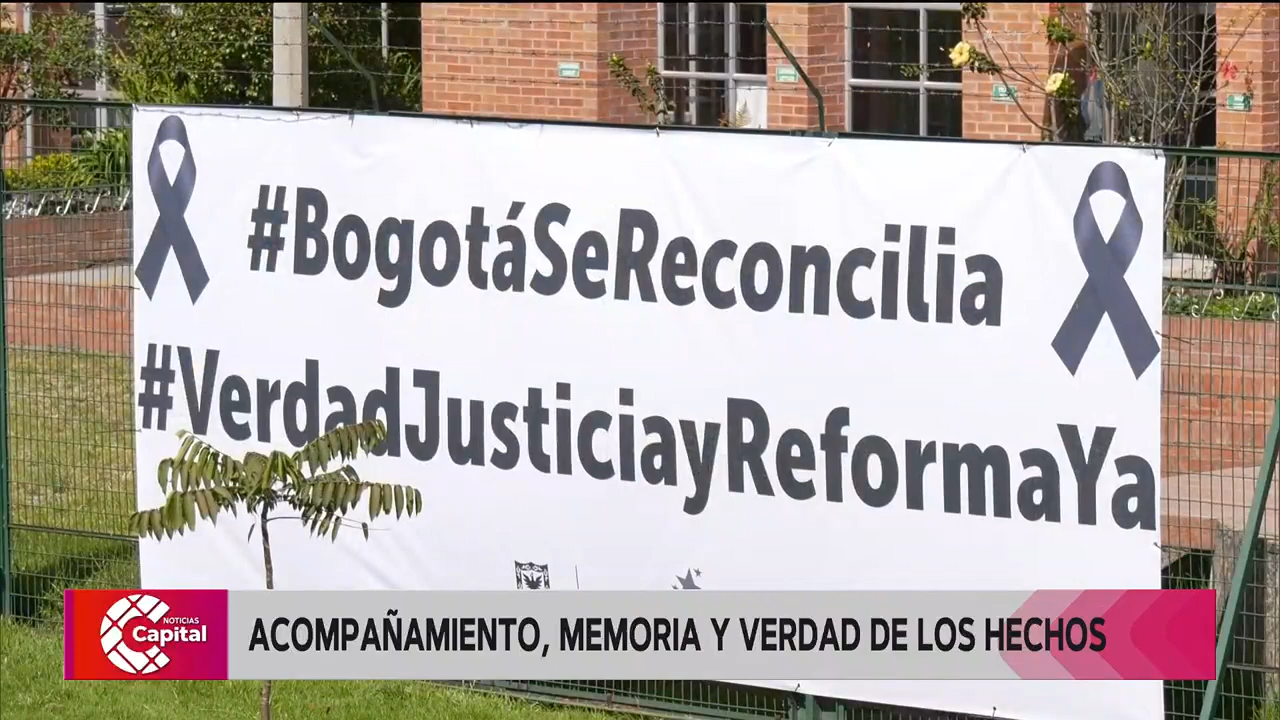 #BogotáSeReconcilia
#VerdadJusticiayReformaYa
NOTICIAS
Capital
ACOMPAÑAMIENTO, MEMORIA Y VERDAD DE LOS HECHOS